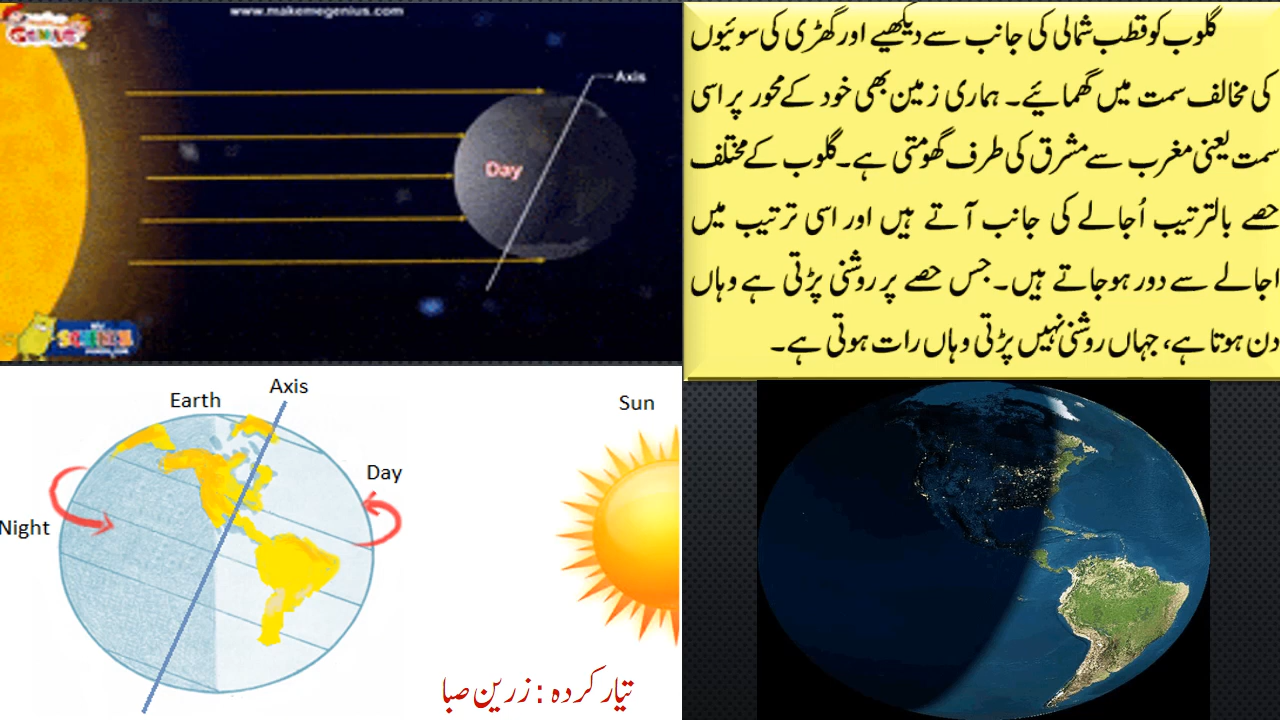 www.makemegenius.com
GENIUS
Axis
Day
SCIENCE
گلوب کو قطب شمالی کی جانب سے دیکھیے اور گھڑی کی سوئیوں
کی مخالف سمت میں گھمائیے۔ ہماری زمین بھی خود کے محور پر اسی
سمت یعنی مغرب سے مشرق کی طرف گھومتی ہے۔گلوب کے مختلف
حصے بالترتیب اُجالے کی جانب آتے ہیں اور اسی ترتیب میں
اجالے سے دور ہوجاتے ہیں۔جس حصے پر روشنی پڑتی ہے وہاں
دن ہوتا ہے، جہاں روشنی نہیں پڑتی وہاں رات ہوتی ہے۔
Axis
Earth
Sun
Day
Night
تیار کردہ : زرین صبا